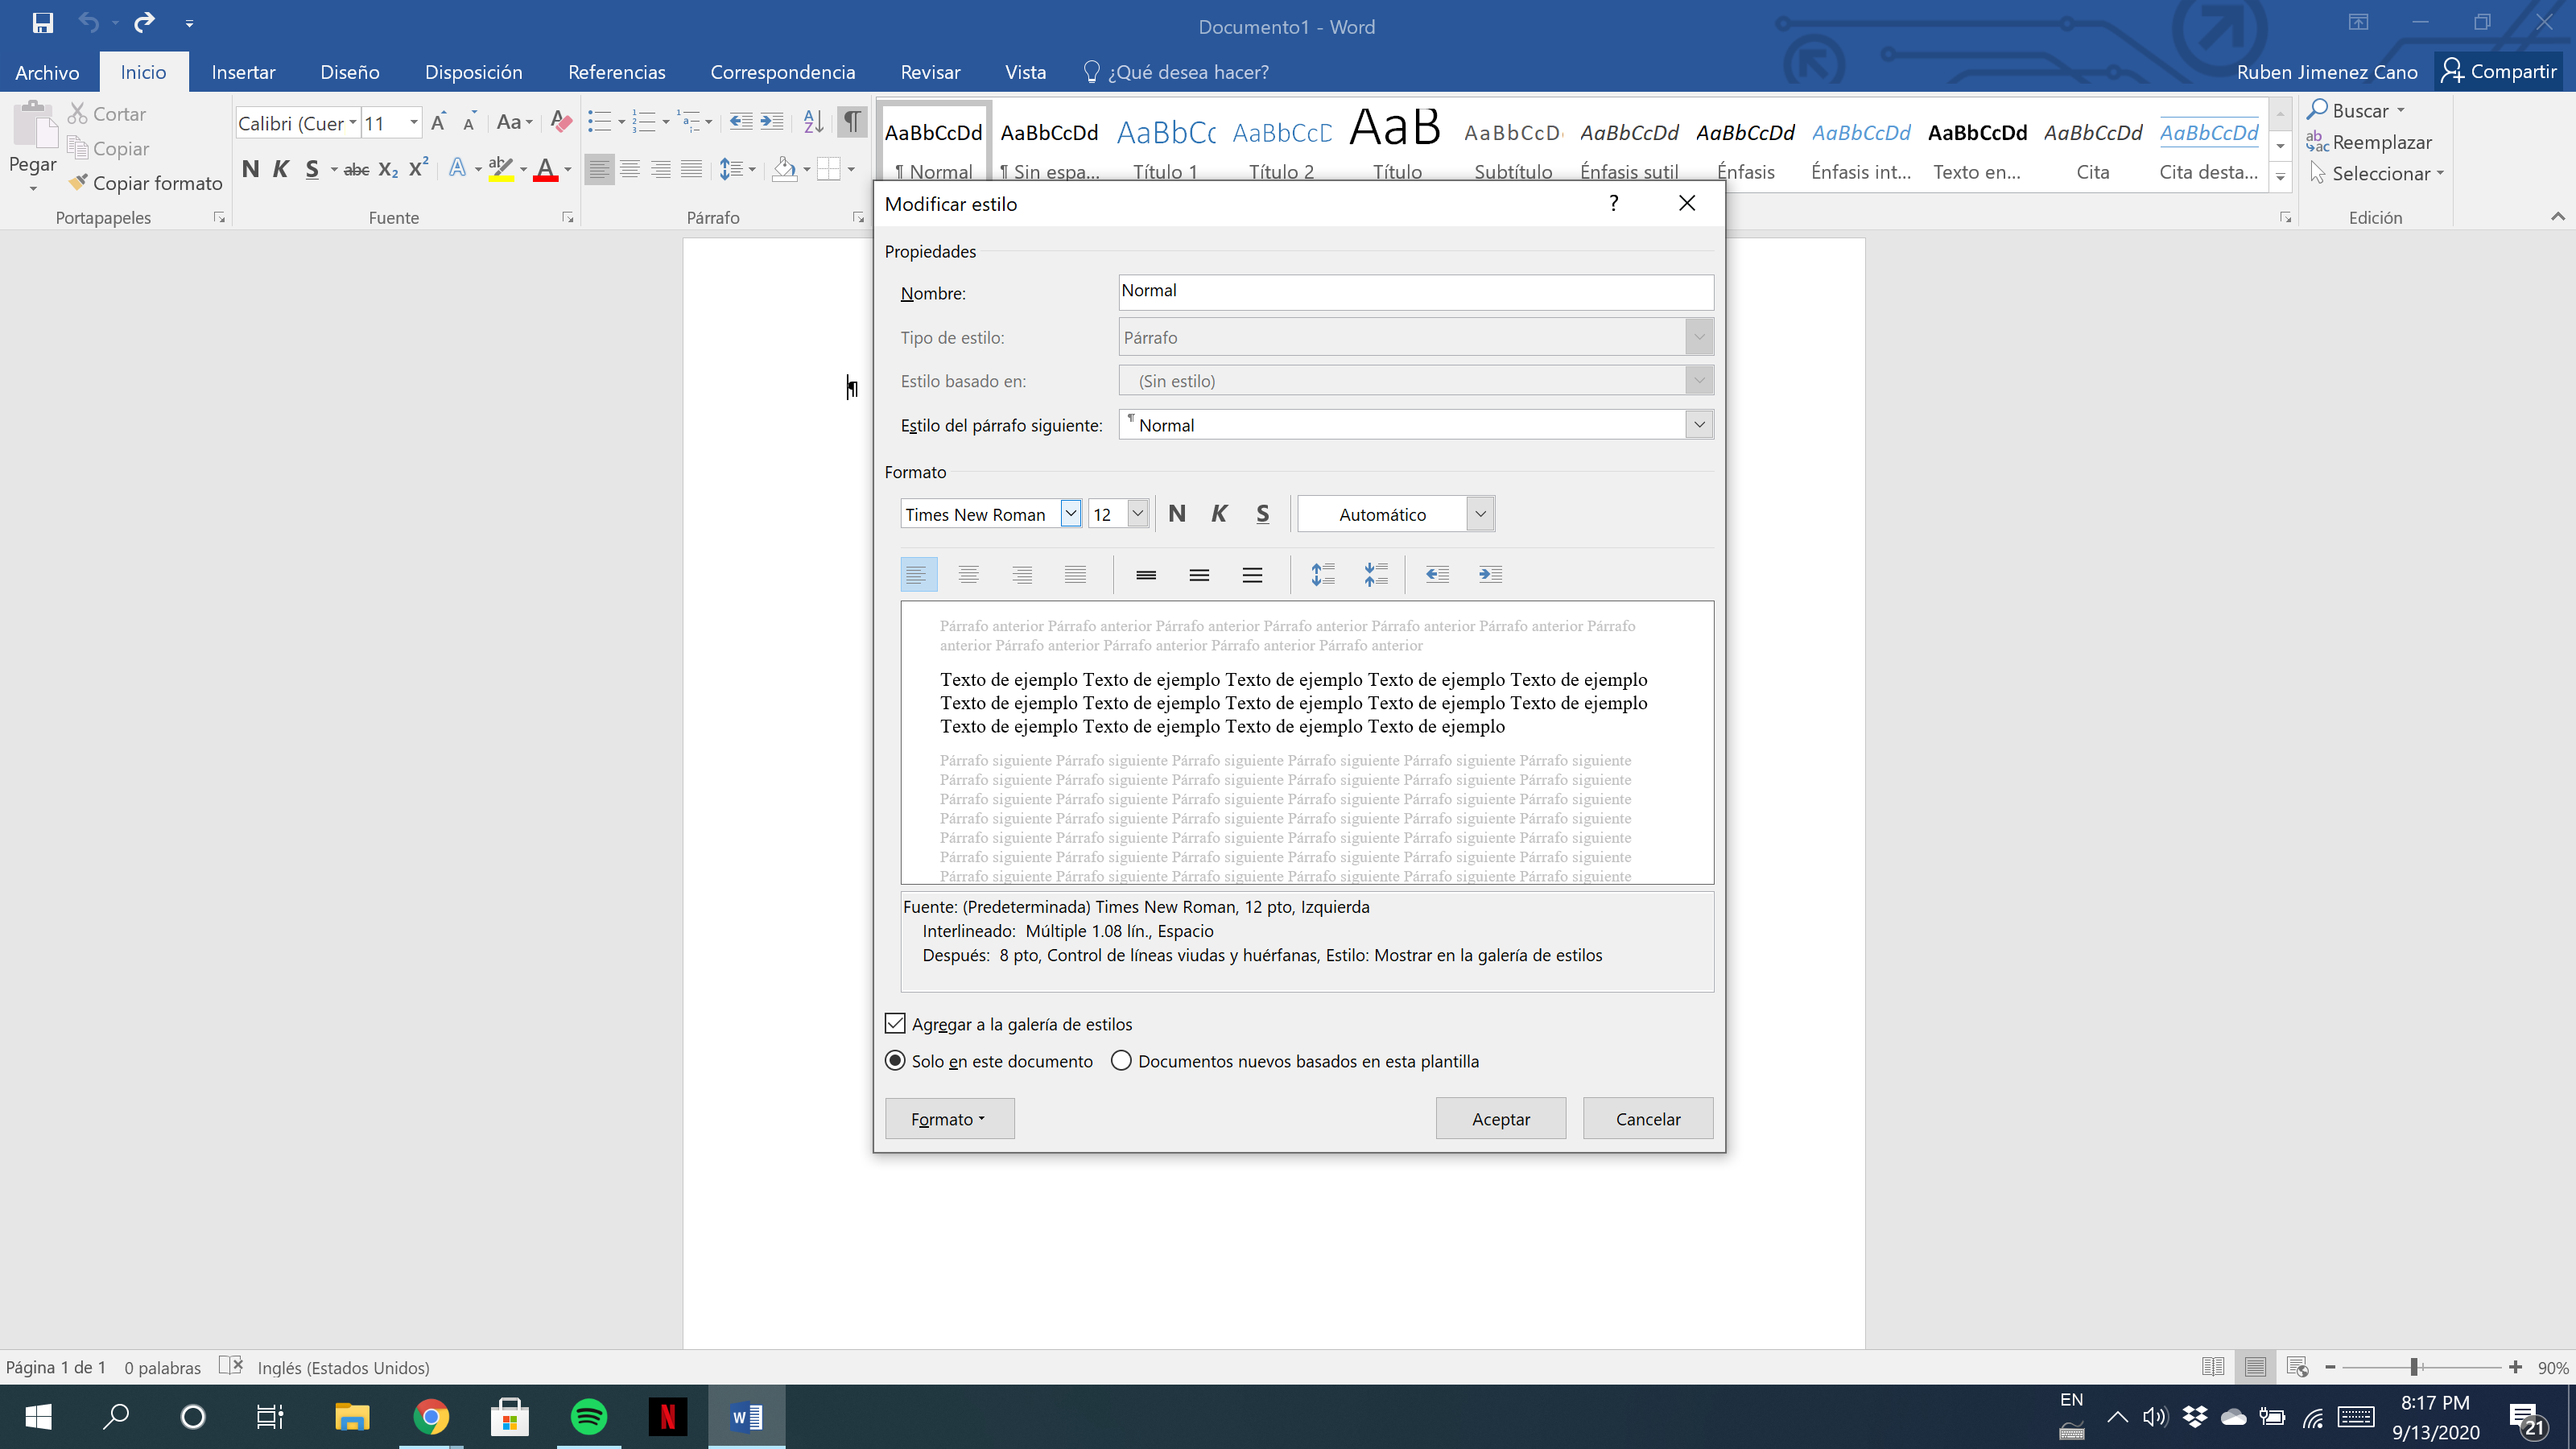 Documento1 - Word
Archivo Inicio Insertar Diseño Disposición Referencias Correspondencia Revisar Vista ¿Qué desea hacer? Ruben Jimenez Cano Compartir
Pegar Cortar
Copiar
Copiar formato
Portapapeles
Calibri (Cuer 11 Aa
N K S abc X₂ X² A ab A
Fuente
Párrafo
AaBbCcDd AaBbCcDd AaBbCc AaBbCcD AaB AaBbCcD AaBbCcDd AaBbCcDd AaBbCcDd AaBbCcDd AaBbCcDd AaBbCcDd
¶ Normal ¶ Sin espa... Título 1 Título 2 Título Subtítulo Énfasis sutil Énfasis Énfasis int... Texto en... Cita Cita desta...
Buscar
Reemplazar
Seleccionar
Edición
Modificar estilo ?
Propiedades
Nombre: Normal
Tipo de estilo: Párrafo
Estilo basado en: (Sin estilo)
Estilo del párrafo siguiente: ¶ Normal
Formato
Times New Roman 12 N K S Automático
Párrafo anterior Párrafo anterior Párrafo anterior Párrafo anterior Párrafo anterior Párrafo anterior Párrafo
anterior Párrafo anterior Párrafo anterior Párrafo anterior Párrafo anterior
Texto de ejemplo Texto de ejemplo Texto de ejemplo Texto de ejemplo Texto de ejemplo
Texto de ejemplo Texto de ejemplo Texto de ejemplo Texto de ejemplo Texto de ejemplo
Texto de ejemplo Texto de ejemplo Texto de ejemplo Texto de ejemplo
Párrafo siguiente Párrafo siguiente Párrafo siguiente Párrafo siguiente Párrafo siguiente Párrafo siguiente
Párrafo siguiente Párrafo siguiente Párrafo siguiente Párrafo siguiente Párrafo siguiente Párrafo siguiente
Párrafo siguiente Párrafo siguiente Párrafo siguiente Párrafo siguiente Párrafo siguiente Párrafo siguiente
Párrafo siguiente Párrafo siguiente Párrafo siguiente Párrafo siguiente Párrafo siguiente Párrafo siguiente
Párrafo siguiente Párrafo siguiente Párrafo siguiente Párrafo siguiente Párrafo siguiente Párrafo siguiente
Párrafo siguiente Párrafo siguiente Párrafo siguiente Párrafo siguiente Párrafo siguiente Párrafo siguiente
Párrafo siguiente Párrafo siguiente Párrafo siguiente Párrafo siguiente Párrafo siguiente Párrafo siguiente
Fuente: (Predeterminada) Times New Roman, 12 pto, Izquierda
Interlineado: Múltiple 1.08 lín., Espacio
Después: 8 pto, Control de líneas viudas y huérfanas, Estilo: Mostrar en la galería de estilos
Agregar a la galería de estilos
Solo en este documento Documentos nuevos basados en esta plantilla
Formato Aceptar Cancelar
¶
Página 1 de 1 0 palabras Inglés (Estados Unidos) 90%
EN
8:17 PM
9/13/2020
21